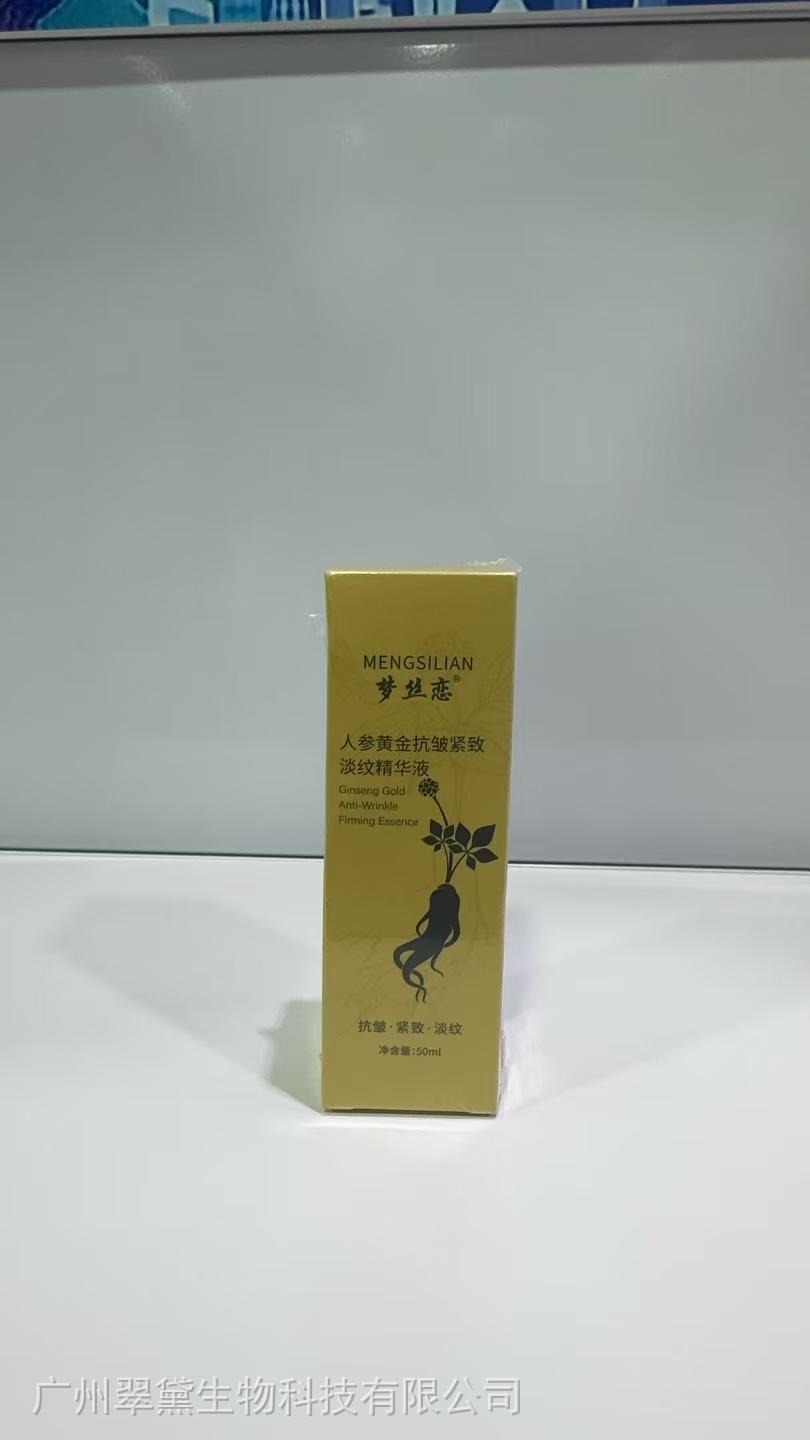 MENGSILIAN
梦丝恋®
人参黄金抗皱紧致
淡纹精华液
Ginseng Gold
Anti-Wrinkle
Firming Essence
抗皱·紧致·淡纹
净含量:50ml
广州翠黛生物科技有限公司